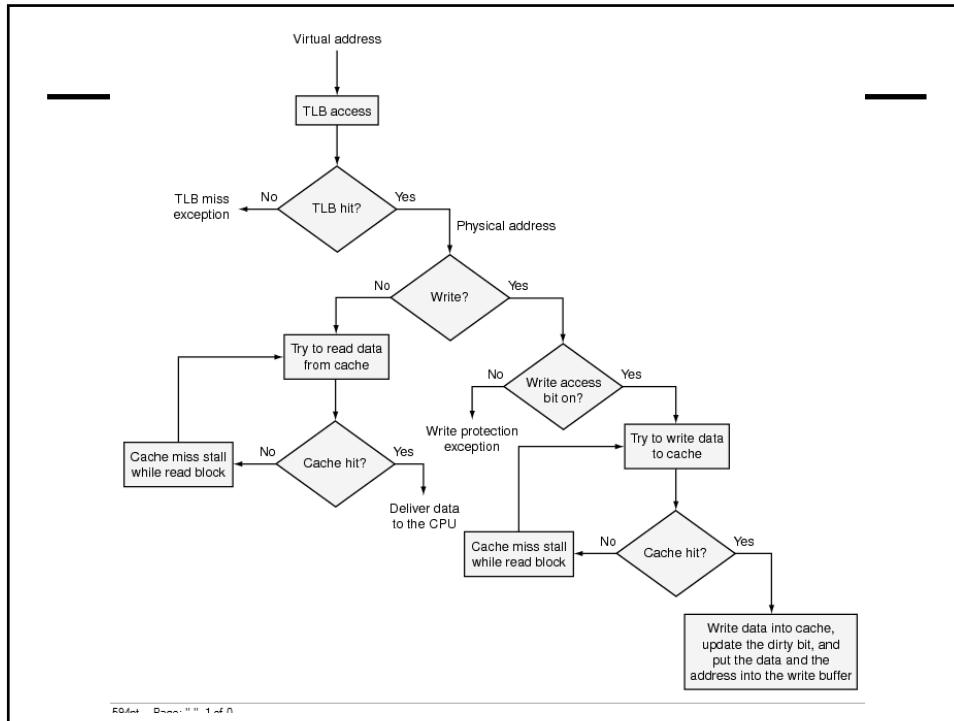 Virtual address
TLB access
TLB hit?
No
Yes
TLB miss
exception
Physical address
Write?
No
Yes
Try to read data
from cache
Write access
bit on?
No
Yes
Write protection
exception
Try to write data
to cache
Cache hit?
No
Yes
Cache miss stall
while read block
Deliver data
to the CPU
Cache hit?
No
Yes
Cache miss stall
while read block
Write data into cache,
update the dirty bit, and
put the data and the
address into the write buffer